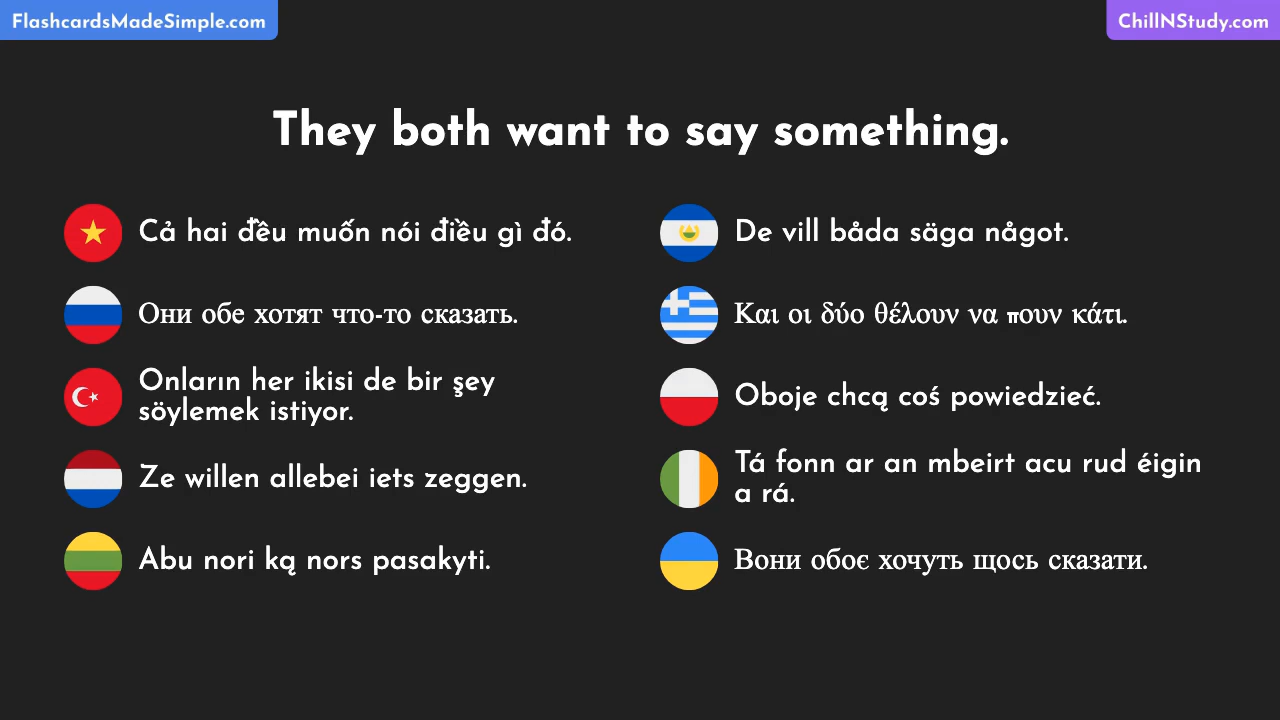 FlashcardsMadeSimple.com
ChillNStudy.com
They both want to say something.
Cả hai đều muốn nói điều gì đó.
Они обе хотят что-то сказать.
Onların her ikisi de bir şey
söylemek istiyor.
Ze willen allebei iets zeggen.
Abu nori ką nors pasakyti.
De vill båda säga något.
Και οι δύο θέλουν να πουν κάτι.
Oboje chcą coś powiedzieć.
Tá fonn ar an mbeirt acu rud éigin
a rá.
Вони обоє хочуть щось сказати.